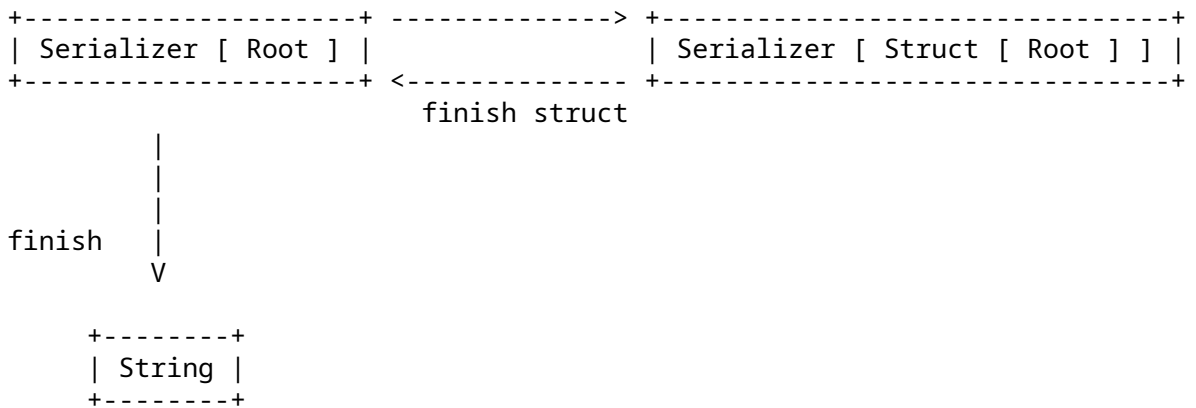 Serializer [ Root ]
Serializer [ Struct [ Root ] ]
finish struct
finish
V
String